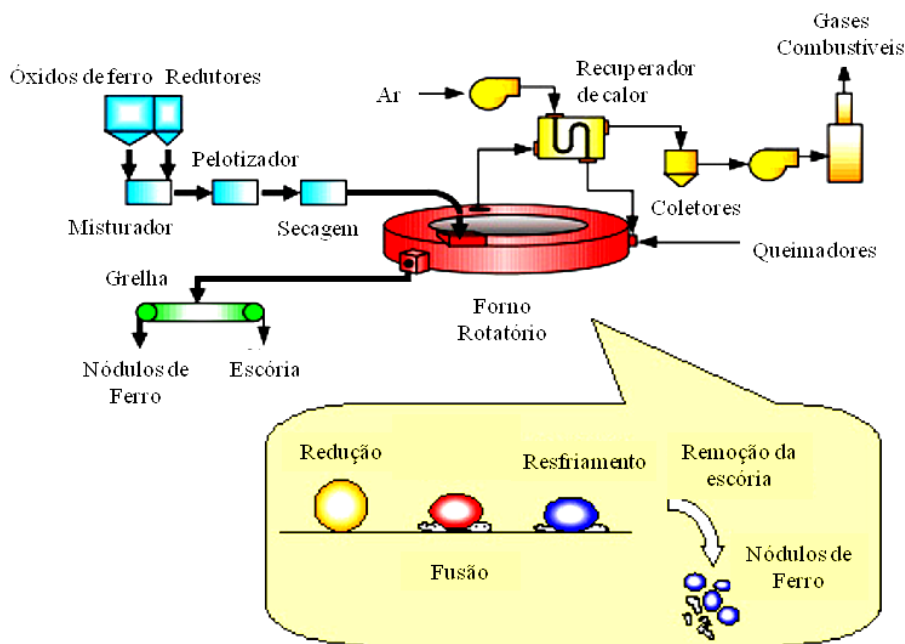 Gases
Combustíveis
Óxidos de ferro Redutores
Recuperador
de calor
Ar
Pelotizador
Misturador
Secagem
Coletores
Queimadores
Grelha
Forno
Rotatório
Nódulos de
Ferro
Escória
Redução
Resfriamento
Remoção da
escória
Fusão
Nódulos de
Ferro